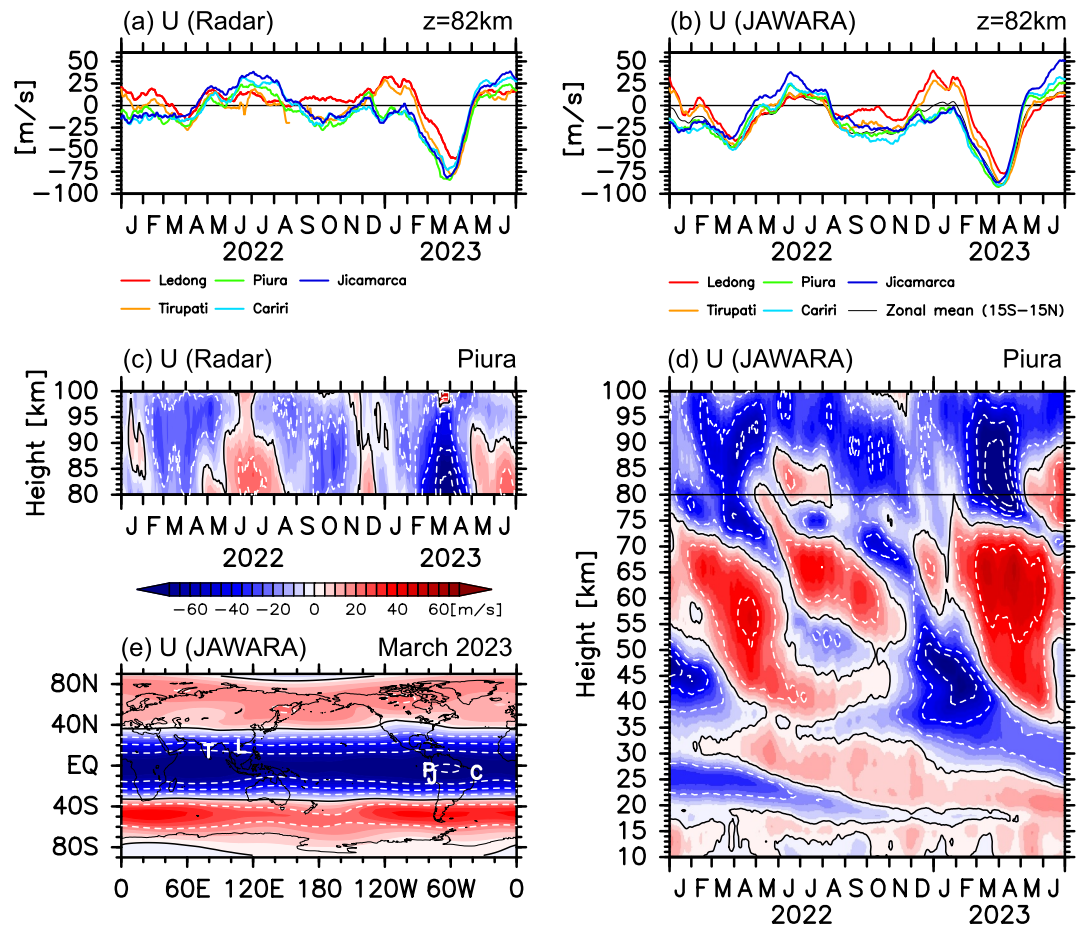 (a) U (Radar) z=82km
50
25
0
−25
−50
−75
−100
[m/s]
J F M A M J J A S O N D J F M A M J
2022 2023
Ledong Piura Jicamarca
Tirupati Cariri
(b) U (JAWARA) z=82km
50
25
0
−25
−50
−75
−100
[m/s]
J F M A M J J A S O N D J F M A M J
2022 2023
Ledong Piura Jicamarca
Tirupati Cariri Zonal mean (15S−15N)
(c) U (Radar) Piura
100
95
90
85
80
Height [km]
J F M A M J J A S O N D J F M A M J
2022 2023
−60 −40 −20 0 20 40 60[m/s]
(d) U (JAWARA) Piura
100
95
90
85
80
75
70
65
60
55
50
45
40
35
30
25
20
15
10
Height [km]
J F M A M J J A S O N D J F M A M J
2022 2023
(e) U (JAWARA) March 2023
80N
40N
EQ
40S
80S
T L P J C
0 60E 120E 180 120W 60W 0